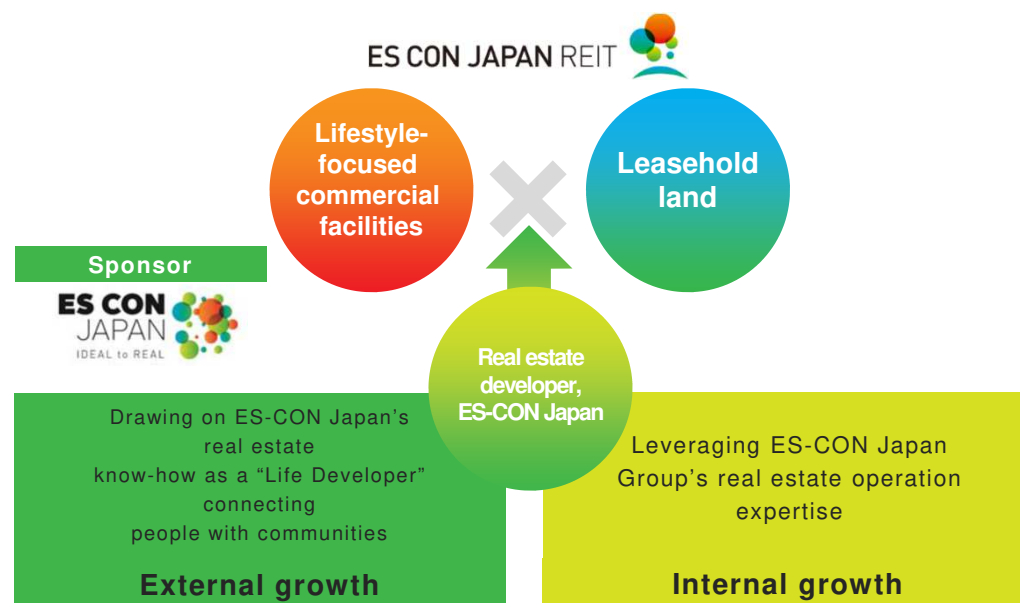 ES CON JAPAN REIT
Lifestyle-
focused
commercial
facilities
Leasehold
land
Sponsor
ES CON
JAPAN
IDEAL to REAL
Real estate
developer,
ES-CON Japan
Drawing on ES-CON Japan’s
real estate
know-how as a “Life Developer”
connecting
people with communities
External growth
Leveraging ES-CON Japan
Group’s real estate operation
expertise
Internal growth